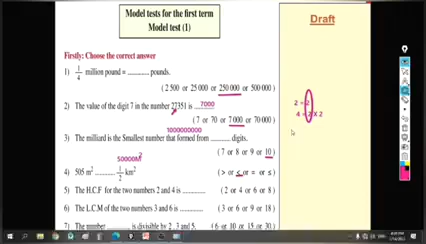 Model tests for the first term
Model test (1)
Draft
Firstly: Choose the correct answer
1) 1/4 million pound = ............ pounds.
(2 500 or 25 000 or 250 000 or 500 000)
2) The value of the digit 7 in the number 27351 is ..... 7000
(7 or 70 or 7 000 or 70 000)
1000000000
3) The milliard is the Smallest number that formed from .......... digits.
(7 or 8 or 9 or 10)
50000M²
4) 505 m² ............ 1/2 km²
(> or < or = or ≤)
5) The H.C.F for the two numbers 2 and 4 is ............
(2 or 4 or 6 or 8)
6) The L.C.M of the two numbers 3 and 6 is ............
(3 or 6 or 9 or 18)
7) The number ............ is divisible by 2 , 3 and 5.
(6 or 10 or 15 or 30)
2 = 2
4 = 2 x 2